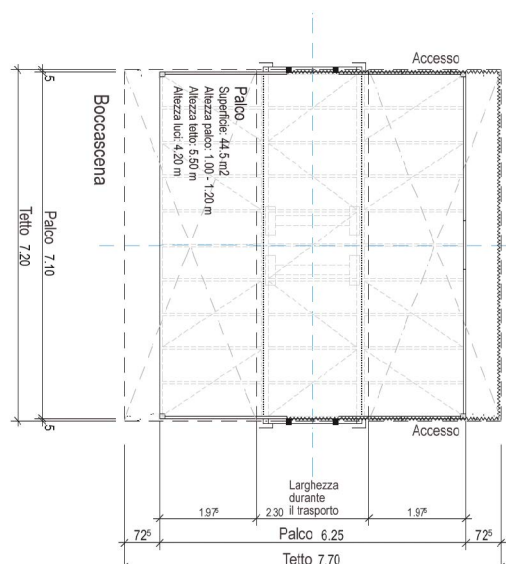 Accesso
Palco
Superficie: 44.5 m2
Altezza palco: 1.00 - 1:20 m
Altezza tetto: 5.50 m
Altezza luci: 4.20 m
Boccascena
5
Palco 7.10
Tetto 7.20
5
Accesso
Larghezza
durante
il trasporto
1.97⁵ 2.30 1.97⁵
72⁵ Palco 6.25 72⁵
Tetto 7.70